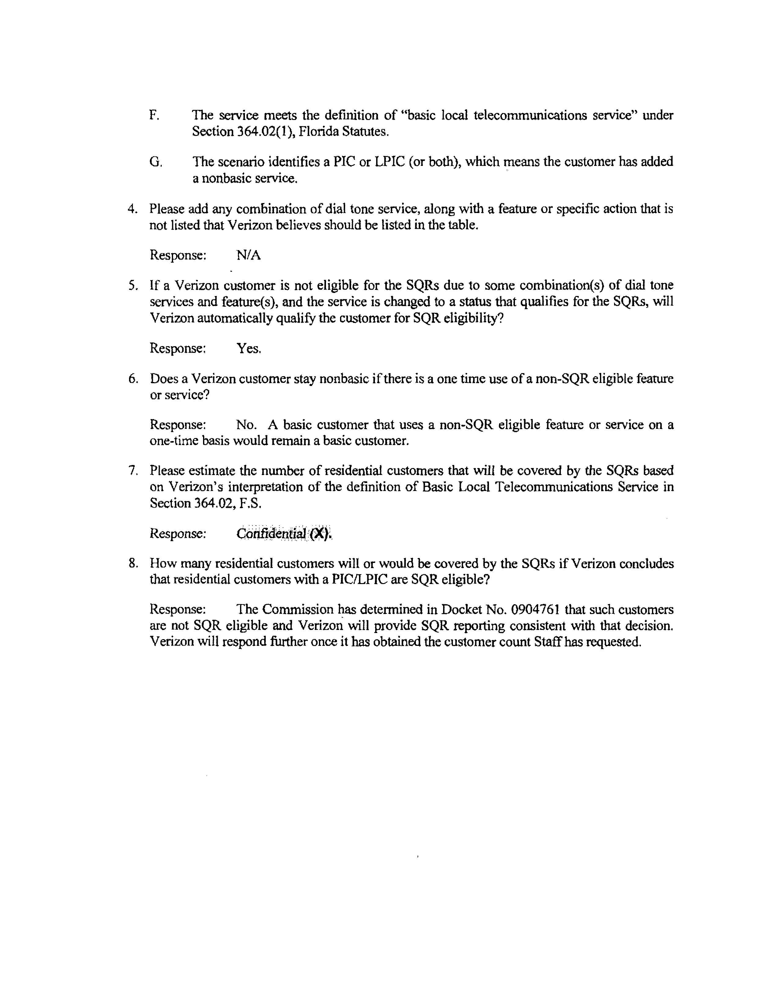 F. The service meets the definition of “basic local telecommunications service” under
Section 364.02(1), Florida Statutes.
G. The scenario identifies a PIC or LPIC (or both), which means the customer has added
a nonbasic service.
4. Please add any combination of dial tone service, along with a feature or specific action that is
not listed that Verizon believes should be listed in the table.
Response: N/A
5. If a Verizon customer is not eligible for the SQRs due to some combination(s) of dial tone
services and feature(s), and the service is changed to a status that qualifies for the SQRs, will
Verizon automatically qualify the customer for SQR eligibility?
Response: Yes.
6. Does a Verizon customer stay nonbasic if there is a one time use of a non-SQR eligible feature
or service?
Response: No. A basic customer that uses a non-SQR eligible feature or service on a
one-time basis would remain a basic customer.
7. Please estimate the number of residential customers that will be covered by the SQRs based
on Verizon's interpretation of the definition of Basic Local Telecommunications Service in
Section 364.02, F.S.
Response: Confidential (X).
8. How many residential customers will or would be covered by the SQRs if Verizon concludes
that residential customers with a PIC/LPIC are SQR eligible?
Response: The Commission has determined in Docket No. 0904761 that such customers
are not SQR eligible and Verizon will provide SQR reporting consistent with that decision.
Verizon will respond further once it has obtained the customer count Staff has requested.